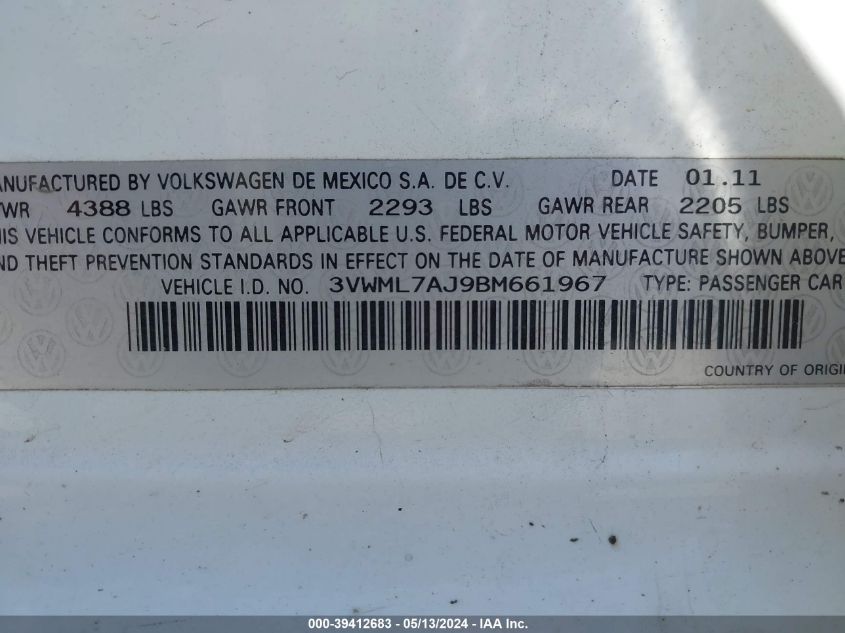 ANUFACTURED BY VOLKSWAGEN DE MEXICO S.A. DE C.V. DATE 01.11
VWR 4388 LBS GAWR FRONT 2293 LBS GAWR REAR 2205 LBS
HIS VEHICLE CONFORMS TO ALL APPLICABLE U.S. FEDERAL MOTOR VEHICLE SAFETY, BUMPER,
ND THEFT PREVENTION STANDARDS IN EFFECT ON THE DATE OF MANUFACTURE SHOWN ABOVE
VEHICLE I.D. NO. 3VWML7AJ9BM661967 TYPE: PASSENGER CAR
COUNTRY OF ORIGI
000-39412683 - 05/13/2024 - IAA Inc.